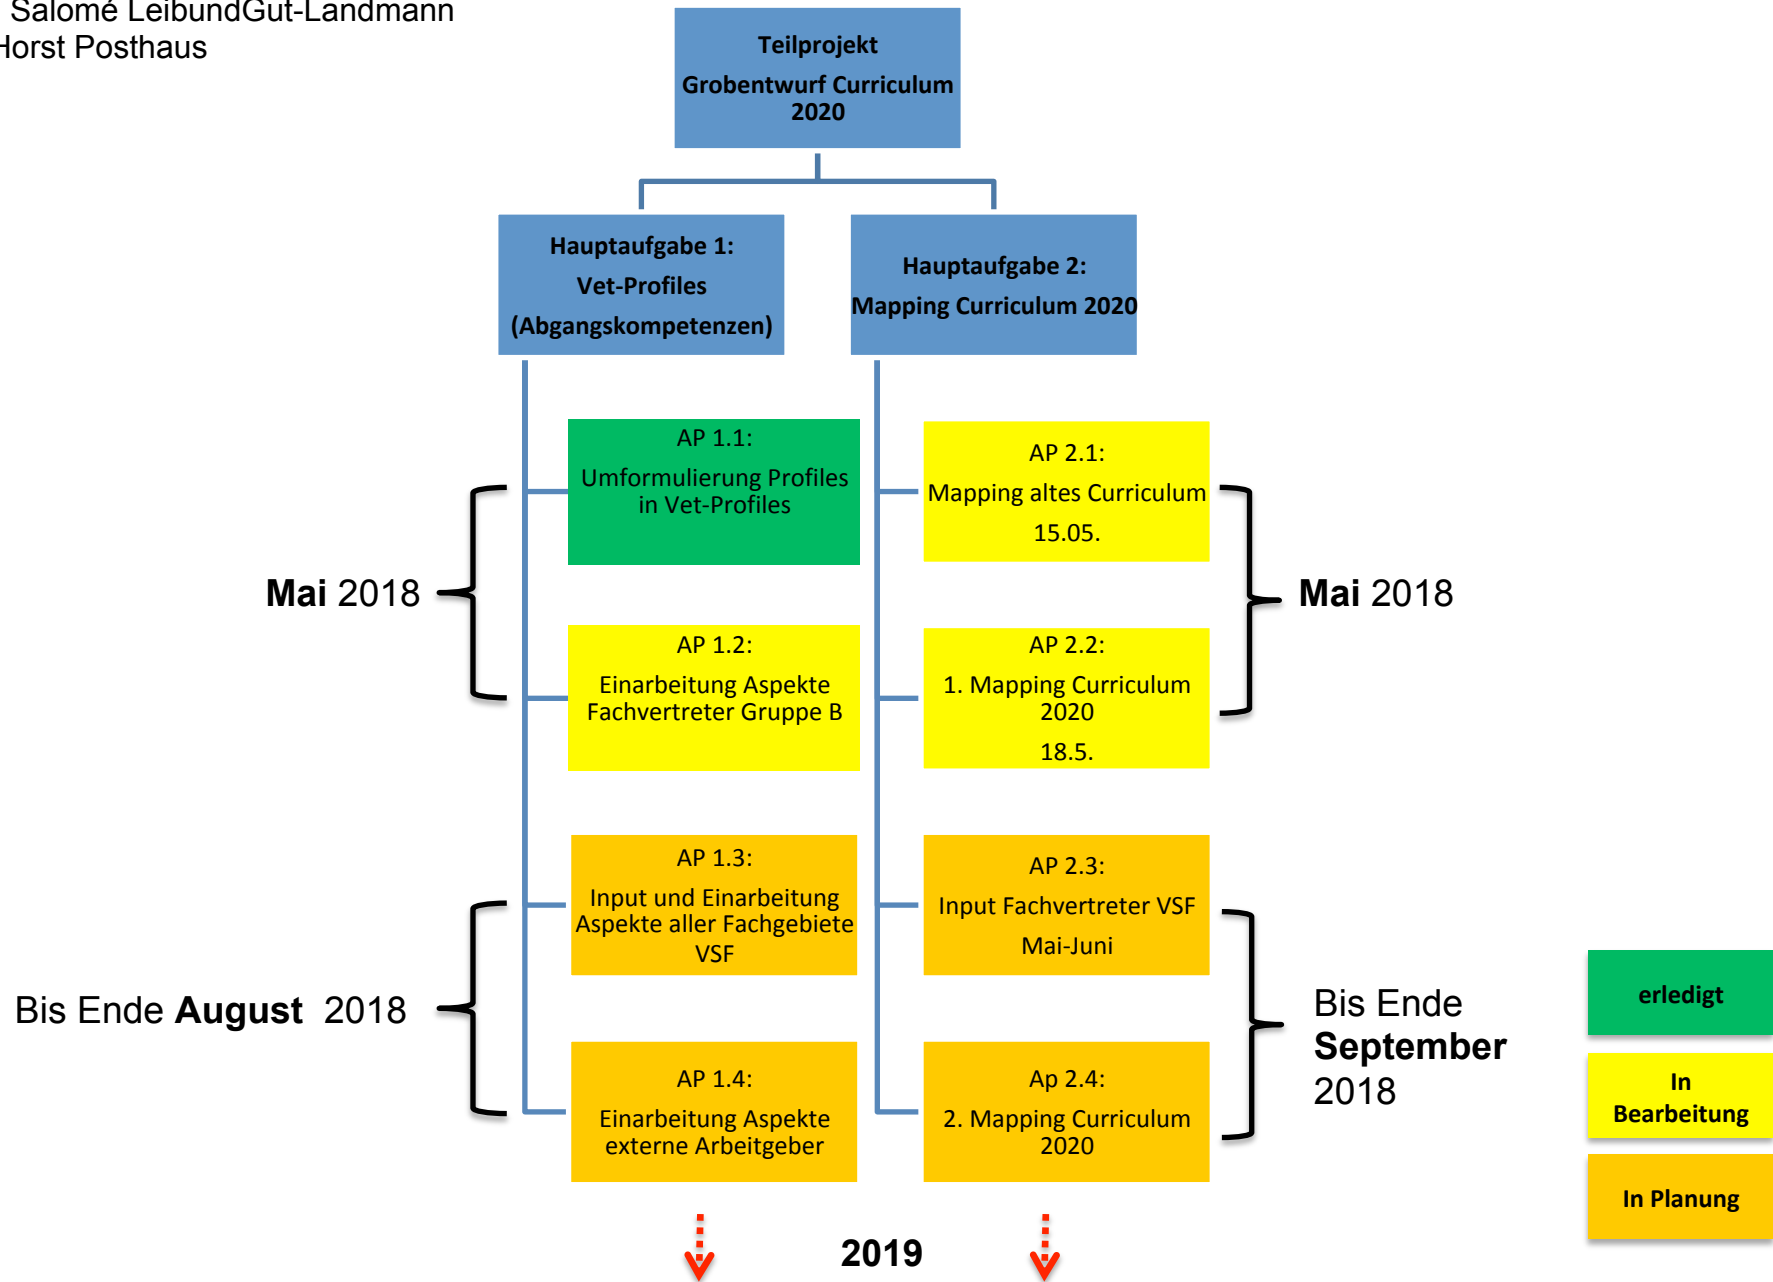 Salomé LeibundGut-Landmann
Horst Posthaus
Teilprojekt
Grobentwurf Curriculum
2020
Hauptaufgabe 1:
Vet-Profiles
(Abgangskompetenzen)
Hauptaufgabe 2:
Mapping Curriculum 2020
AP 1.1:
Umformulierung Profiles
in Vet-Profiles
AP 2.1:
Mapping altes Curriculum
15.05.
Mai 2018
Mai 2018
AP 1.2:
Einarbeitung Aspekte
Fachvertreter Gruppe B
AP 2.2:
1. Mapping Curriculum
2020
18.5.
AP 1.3:
Input und Einarbeitung
Aspekte aller Fachgebiete
VSF
AP 2.3:
Input Fachvertreter VSF
Mai-Juni
Bis Ende August 2018
Bis Ende
September
2018
AP 1.4:
Einarbeitung Aspekte
externe Arbeitgeber
Ap 2.4:
2. Mapping Curriculum
2020
erledigt
In
Bearbeitung
In Planung
2019